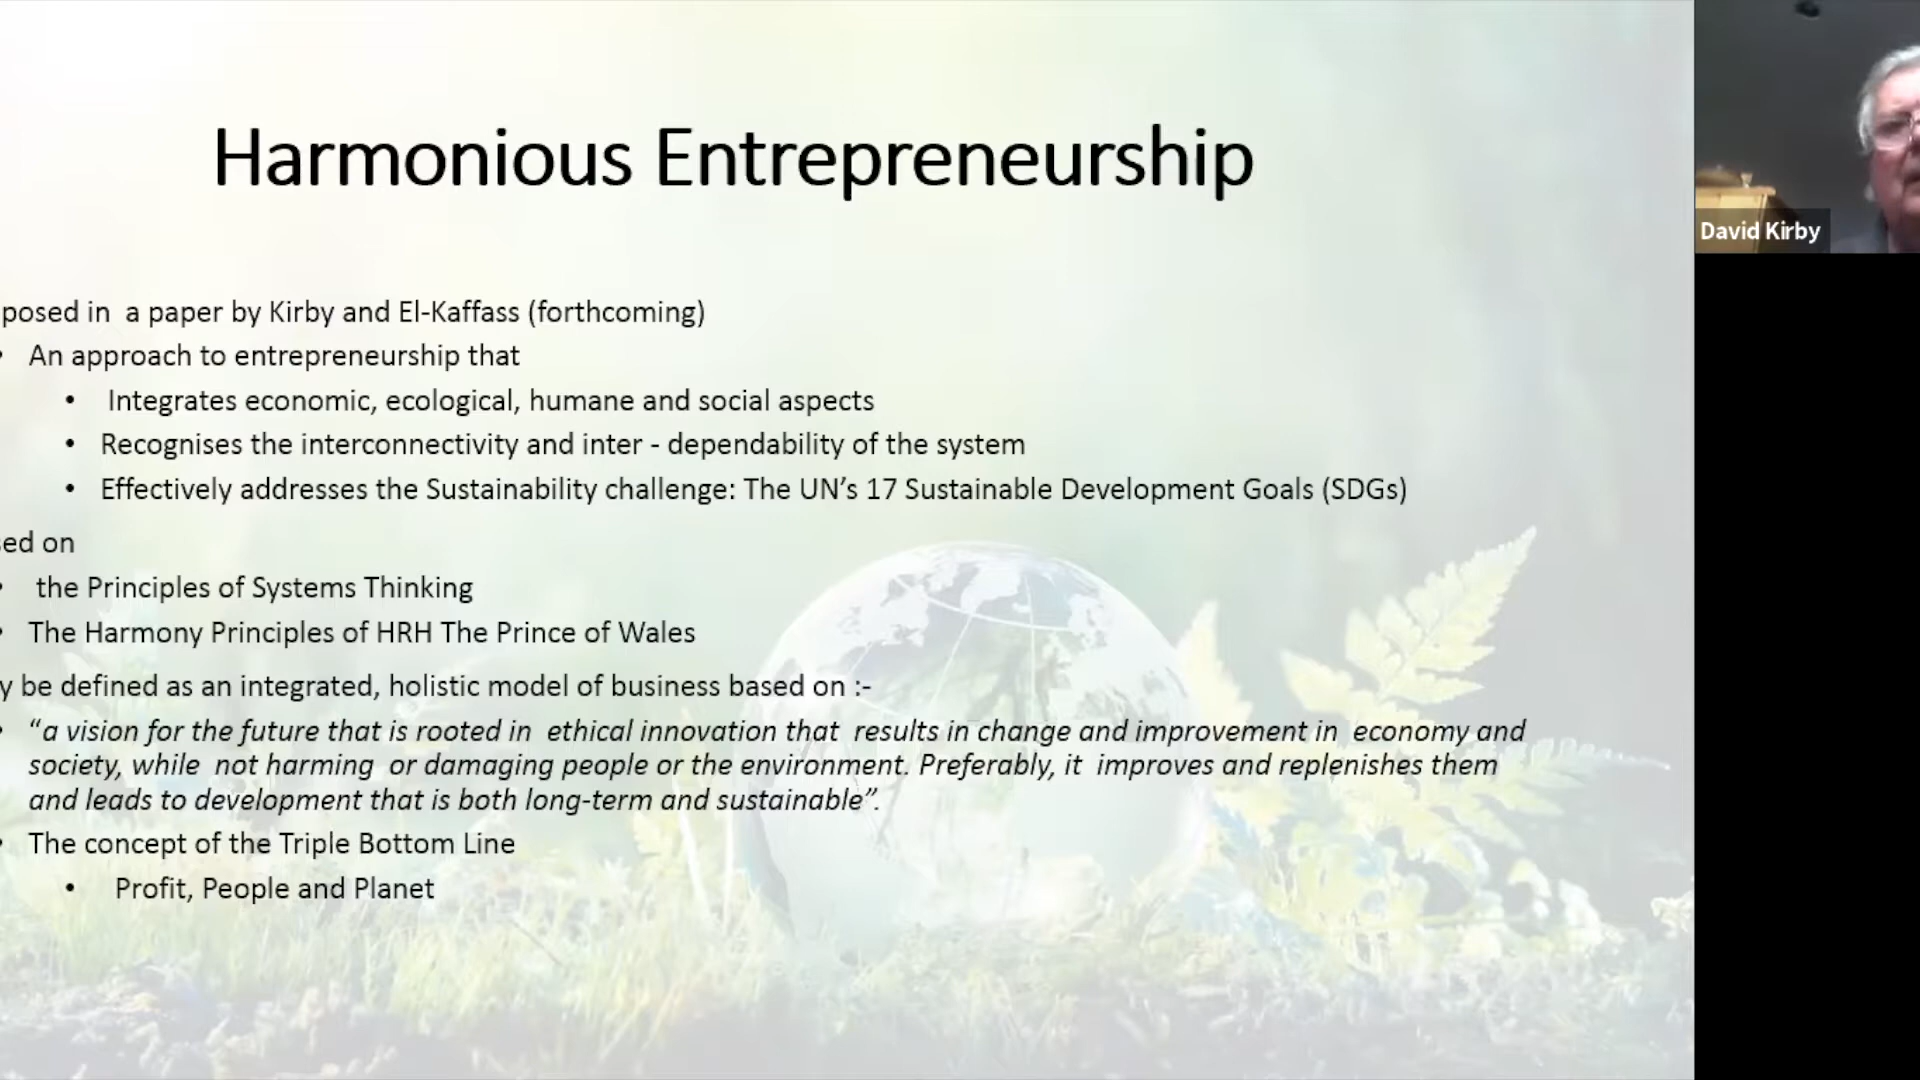 Harmonious Entrepreneurship
David Kirby
posed in a paper by Kirby and El-Kaffass (forthcoming)
• An approach to entrepreneurship that
• Integrates economic, ecological, humane and social aspects
• Recognises the interconnectivity and inter - dependability of the system
• Effectively addresses the Sustainability challenge: The UN’s 17 Sustainable Development Goals (SDGs)
sed on
• the Principles of Systems Thinking
• The Harmony Principles of HRH The Prince of Wales
y be defined as an integrated, holistic model of business based on :-
• “a vision for the future that is rooted in ethical innovation that results in change and improvement in economy and
society, while not harming or damaging people or the environment. Preferably, it improves and replenishes them
and leads to development that is both long-term and sustainable”.
• The concept of the Triple Bottom Line
• Profit, People and Planet